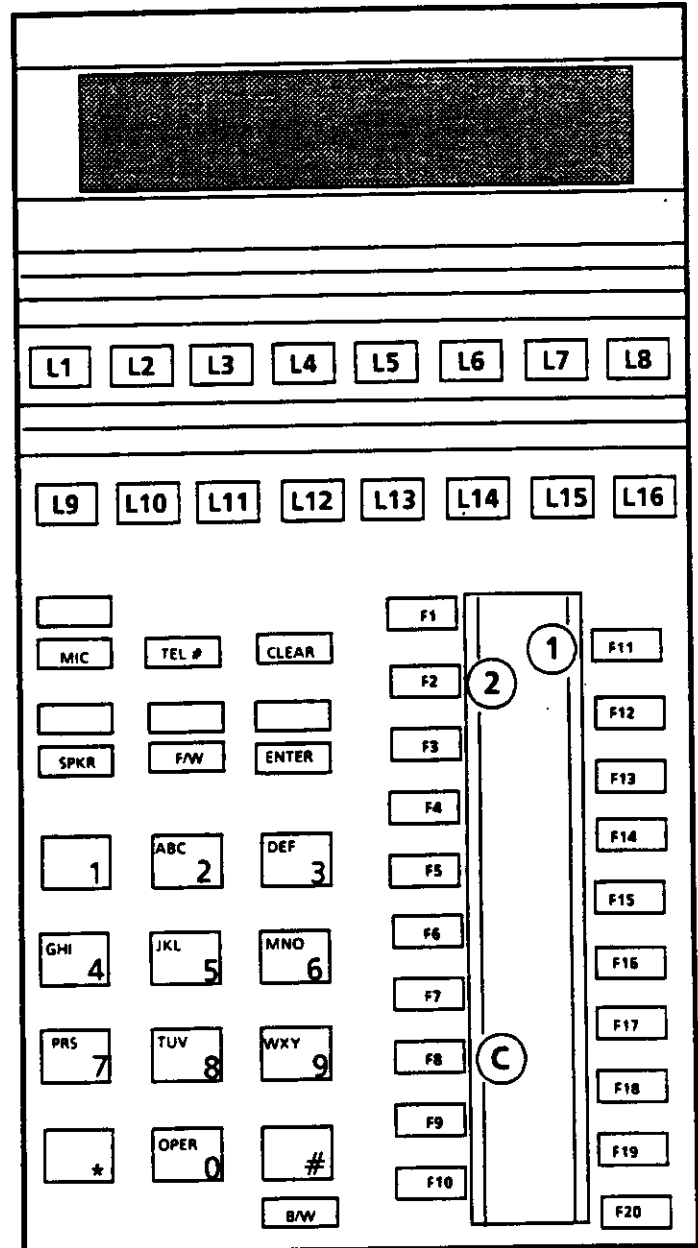 L1 L2 L3 L4 L5 L6 L7 L8
L9 L10 L11 L12 L13 L14 L15 L16
MIC TEL # CLEAR
SPKR F/W ENTER
1 ABC 2 DEF 3
GHI 4 JKL 5 MNO 6
PRS 7 TUV 8 WXY 9
* OPER 0 #
B/W
F1
F2 2
F3
F4
F5
F6
F7
F8 C
F9
F10
1 F11
F12
F13
F14
F15
F16
F17
F18
F19
F20